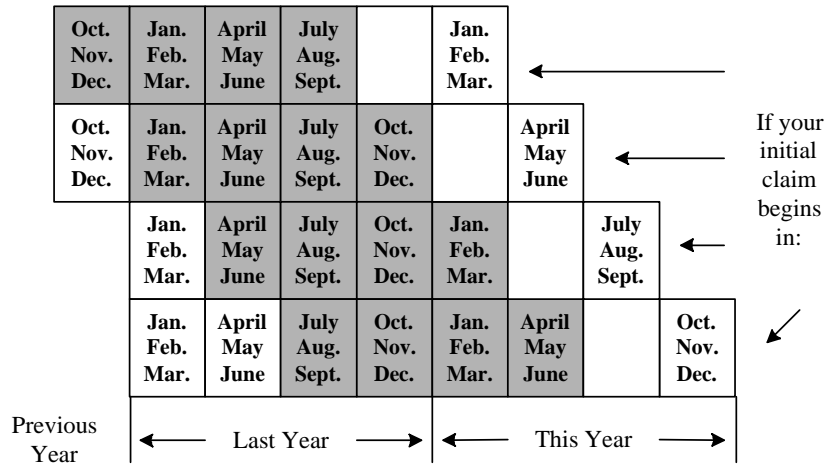 Oct. Jan. April July Jan.
Nov. Feb. May Aug. Feb.
Dec. Mar. June Sept. Mar.
Oct. Jan. April July Oct. April
Nov. Feb. May Aug. Nov. May
Dec. Mar. June Sept. Dec. June
Jan. April July Oct. Jan. July
Feb. May Aug. Nov. Feb. Aug.
Mar. June Sept. Dec. Mar. Sept.
Jan. April July Oct. Jan. April Oct.
Feb. May Aug. Nov. Feb. May Nov.
Mar. June Sept. Dec. Mar. June Dec.
If your
initial
claim
begins
in:
Previous
Year
Last Year
This Year